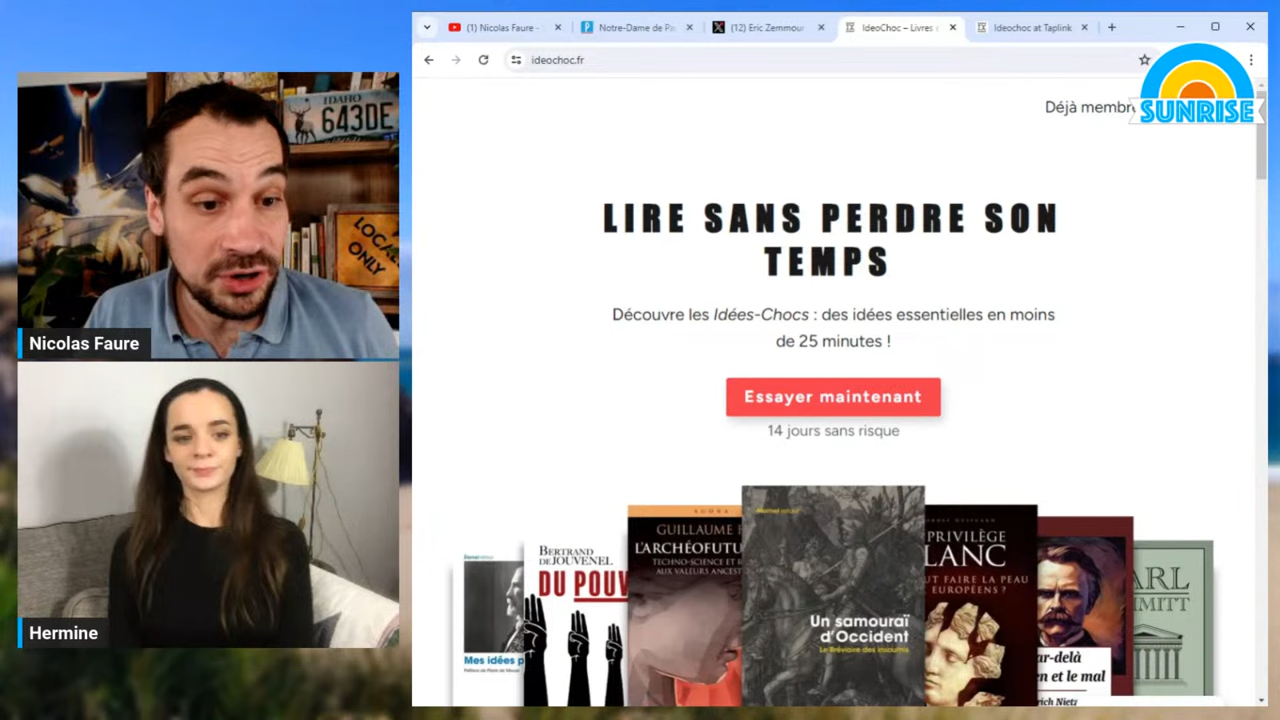 (1) Nicolas Faure -
Notre-Dame de Pa
(12) Eric Zemmour
IdeoChoc – Livres
Ideochoc at Taplink
ideochoc.fr
Déjà membre
SUNRISE
IDAHO
643DE
LOCALS
ONLY
Nicolas Faure
Hermine
LIRE SANS PERDRE SON
TEMPS
Découvre les Idées-Chocs : des idées essentielles en moins
de 25 minutes !
Essayer maintenant
14 jours sans risque
Mes idées p
BERTRAND
DE JOUVENEL
DU POUV
GUILLAUME F
L'ARCHÉOFUTU
TECHNO-SCIENCE ET R
AUX VALEURS ANCEST
Un samouraï
d'Occident
Le Bréviaire des insoumis
PRIVILÈGE
LANC
UT FAIRE LA PEAU
EUROPÉENS ?
ar-delà
en et le mal
rich Nietz
ARL
MITT